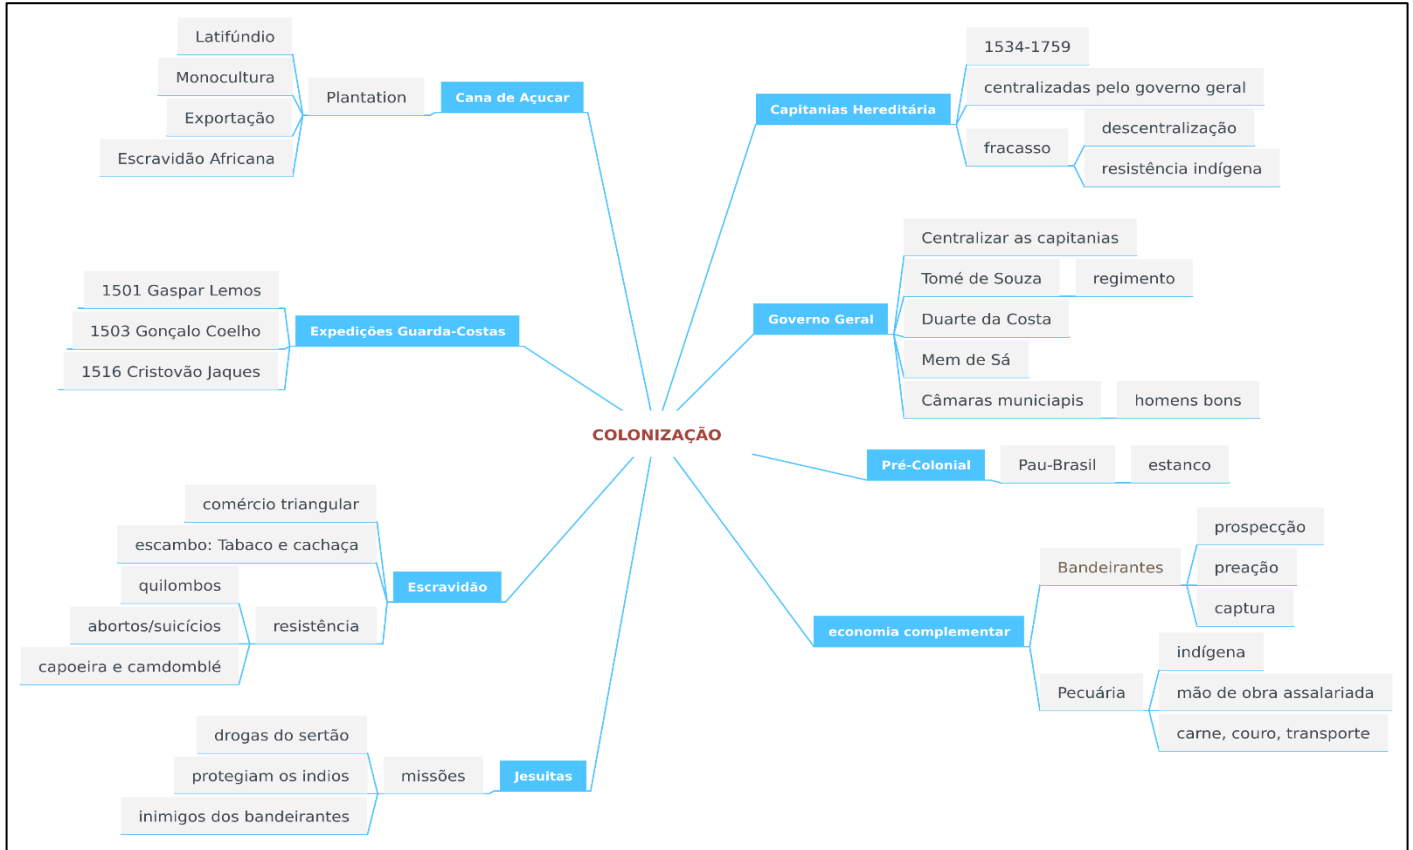 Latifúndio
Monocultura
Exportação
Escravidão Africana
Plantation
Cana de Açucar
1501 Gaspar Lemos
1503 Gonçalo Coelho
1516 Cristovão Jaques
Expedições Guarda-Costas
comércio triangular
escambo: Tabaco e cachaça
quilombos
abortos/suicícios
capoeira e camdomblé
resistência
Escravidão
drogas do sertão
protegiam os indios
inimigos dos bandeirantes
missões
Jesuitas
COLONIZAÇÃO
Capitanias Hereditária
1534-1759
centralizadas pelo governo geral
fracasso
descentralização
resistência indígena
Governo Geral
Centralizar as capitanias
Tomé de Souza
regimento
Duarte da Costa
Mem de Sá
Câmaras municiapis
homens bons
Pré-Colonial
Pau-Brasil
estanco
economia complementar
Bandeirantes
prospecção
preação
captura
Pecuária
indígena
mão de obra assalariada
carne, couro, transporte